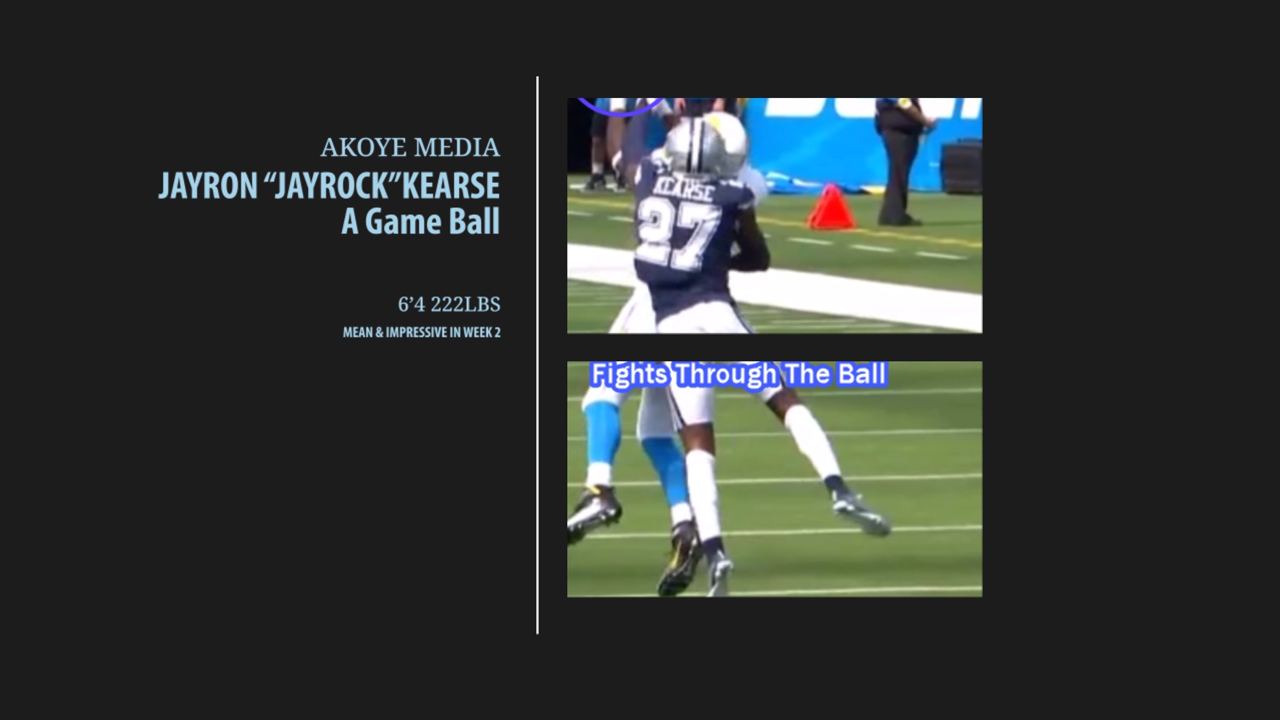 AKOYE MEDIA
JAYRON “JAYROCK”KEARSE
A Game Ball
6’4 222LBS
MEAN & IMPRESSIVE IN WEEK 2
KEARSE
27
Fights Through The Ball